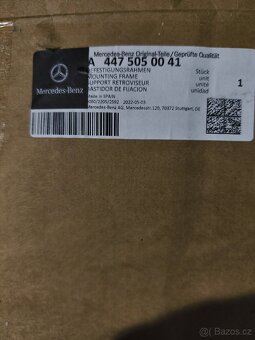 Mercedes-Benz Original-Teile / Geprüfte Qualität
A 447 505 00 41
BEFESTIGUNGSRAHMEN
MOUNTING FRAME
SUPPORT RETROVISEUR
BASTIDOR DE FIJACION
Stück
unit
unité
unidad
1
Made in SPAIN
2022-05-03
Mercedes-Benz AG, Mercedesstr. 120, 70372 Stuttgart, DE
Mercedes-Benz
sbazos.cz